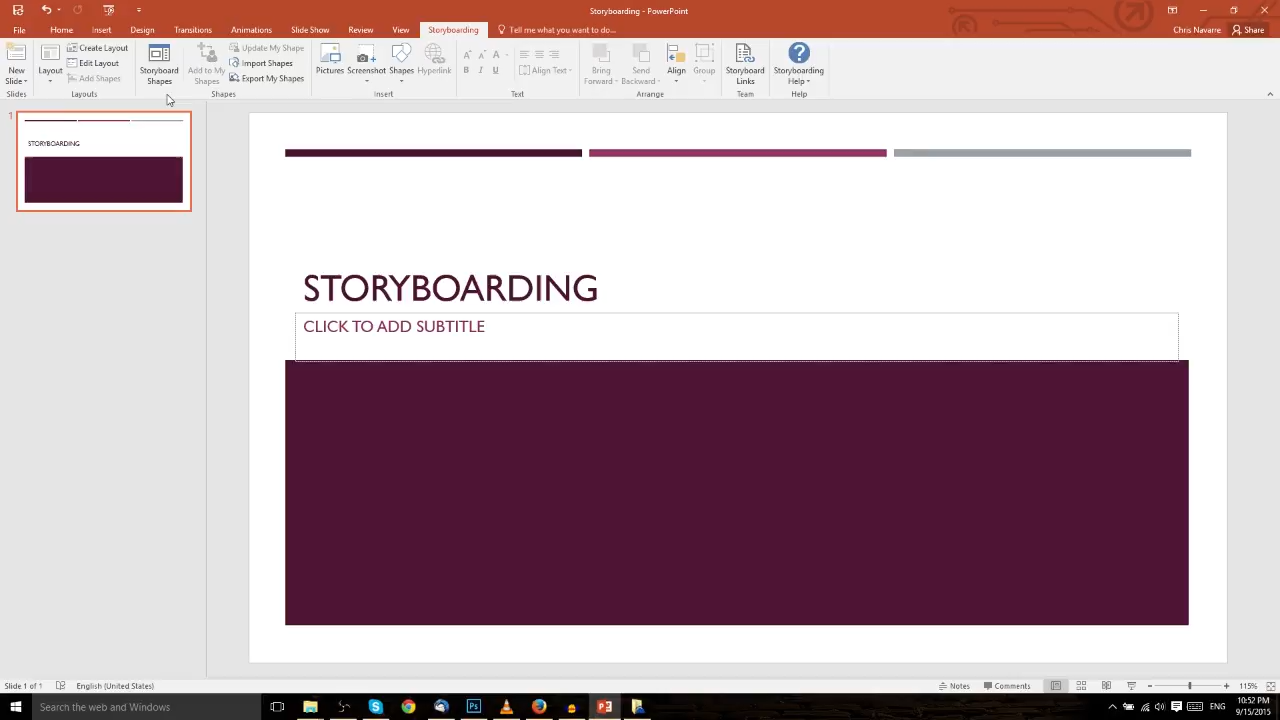 Storyboarding - PowerPoint
File Home Insert Design Transitions Animations Slide Show Review View Storyboarding Tell me what you want to do... Chris Navarre Share
New Slide
Slides
Layout
Create Layout
Edit Layout
Add Shapes
Layouts
Storyboard Shapes
Add to My Shapes
Update My Shape
Import Shapes
Export My Shapes
Shapes
Pictures Screenshot Shapes Hyperlink
Insert
A A A
B I U
Align Text
Text
Bring Forward
Send Backward
Align
Group
Arrange
Storyboard Links
Team
Storyboarding Help
Help
1
STORYBOARDING
STORYBOARDING
CLICK TO ADD SUBTITLE
Slide 1 of 1 English (United States) Notes Comments 115%
Search the web and Windows
ENG
10:52 PM
9/15/2015